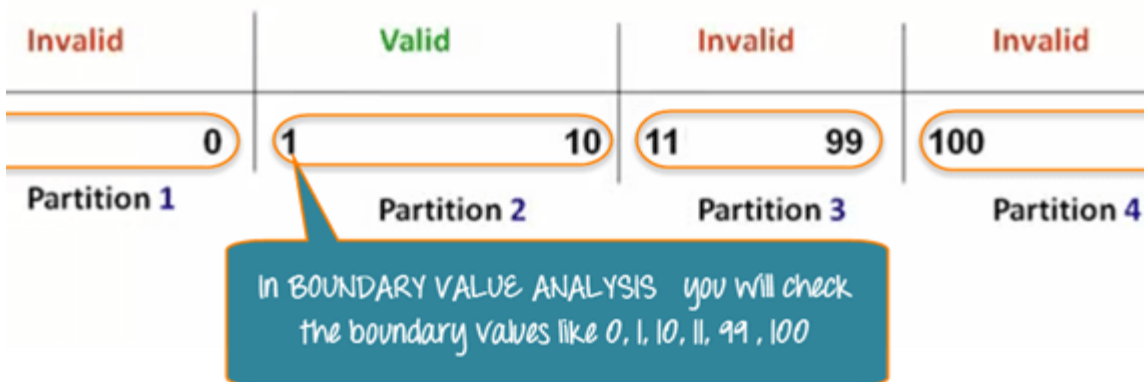 Invalid Valid Invalid Invalid
0 1 10 11 99 100
Partition 1 Partition 2 Partition 3 Partition 4
In BOUNDARY VALUE ANALYSIS you will check
the boundary values like 0, 1, 10, 11, 99 , 100